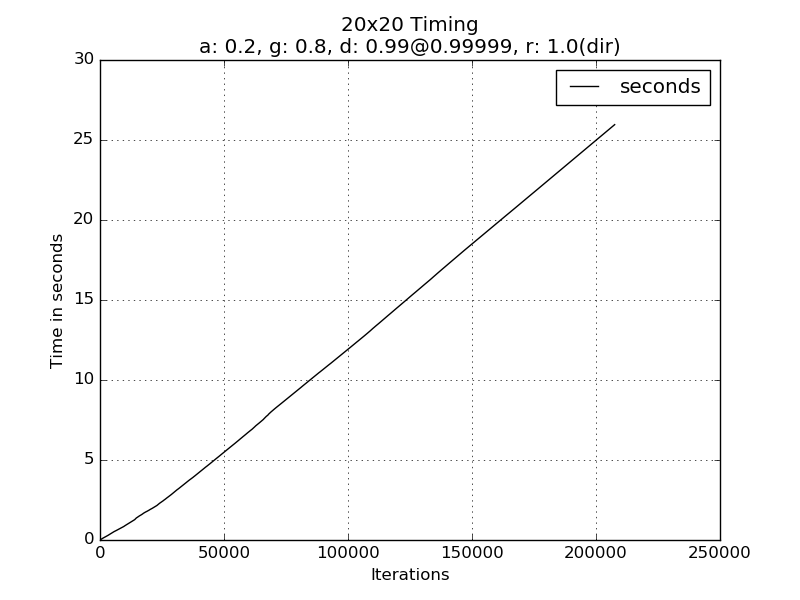 20x20 Timing
a: 0.2, g: 0.8, d: 0.99@0.99999, r: 1.0(dir)
seconds
30
25
20
15
10
5
0
Time in seconds
0 50000 100000 150000 200000 250000
Iterations